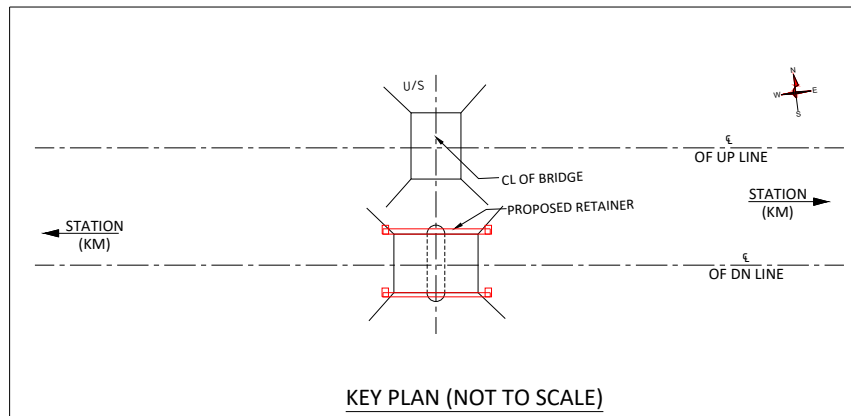 U/S
N
W E
S
℄
OF UP LINE
CL OF BRIDGE
STATION
(KM)
PROPOSED RETAINER
STATION
(KM)
℄
OF DN LINE
KEY PLAN (NOT TO SCALE)